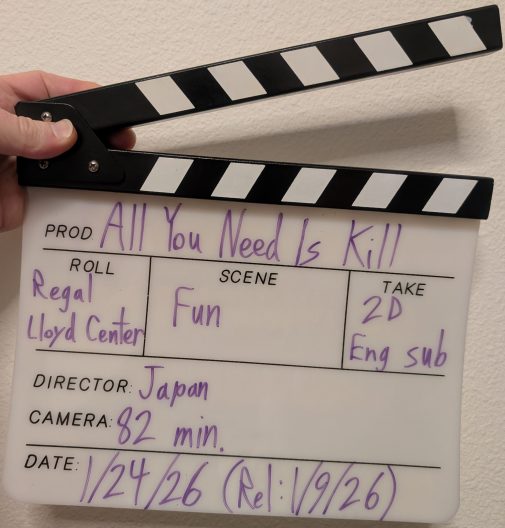 PROD All You Need Is Kill
ROLL SCENE TAKE
Regal Fun 2D
Lloyd Center Eng sub
DIRECTOR: Japan
CAMERA: 82 min.
DATE: 1/24/26 (Rel: 1/9/26)